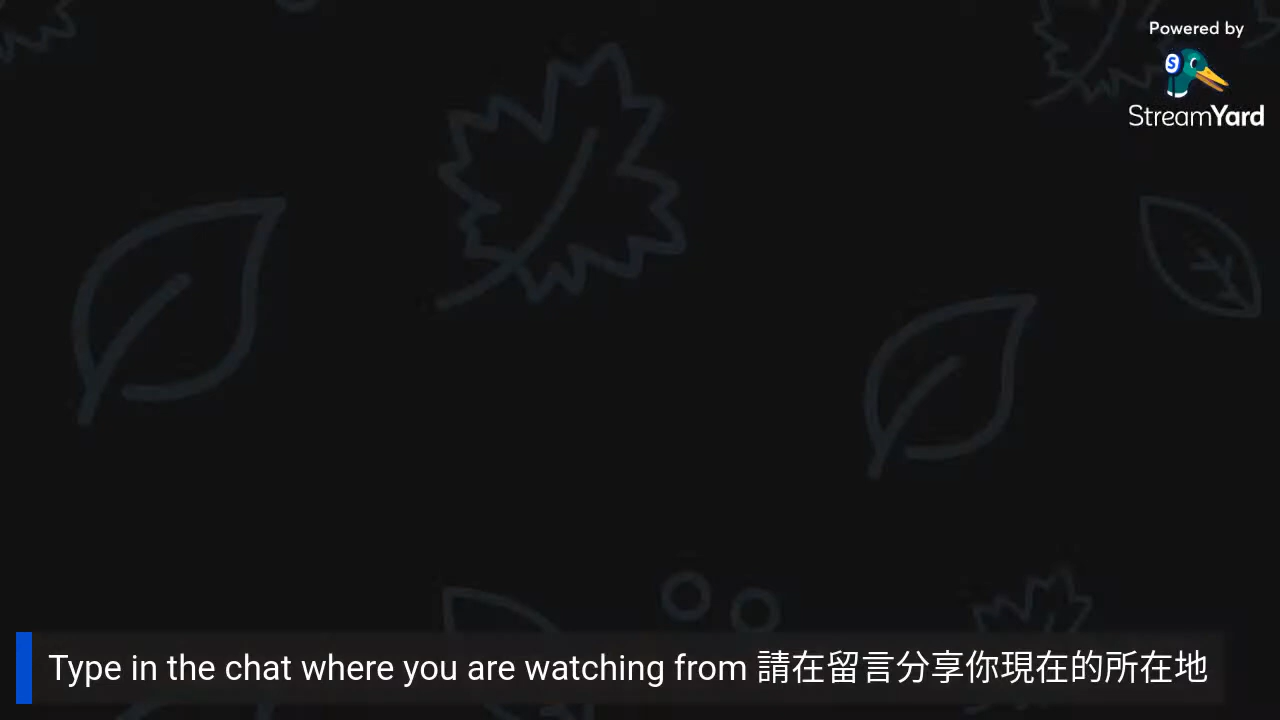 Powered by
S
StreamYard
Type in the chat where you are watching from 請在留言分享你現在的所在地